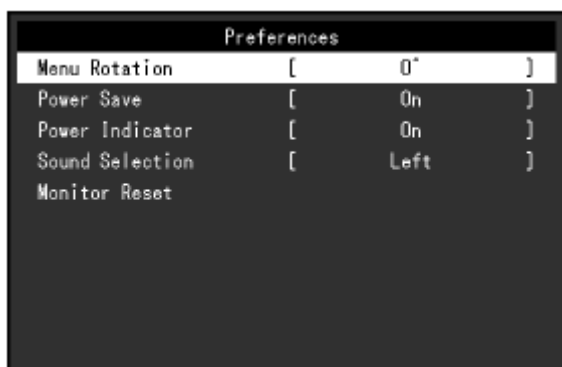 Preferences
Menu Rotation [ 0° ]
Power Save [ On ]
Power Indicator [ On ]
Sound Selection [ Left ]
Monitor Reset